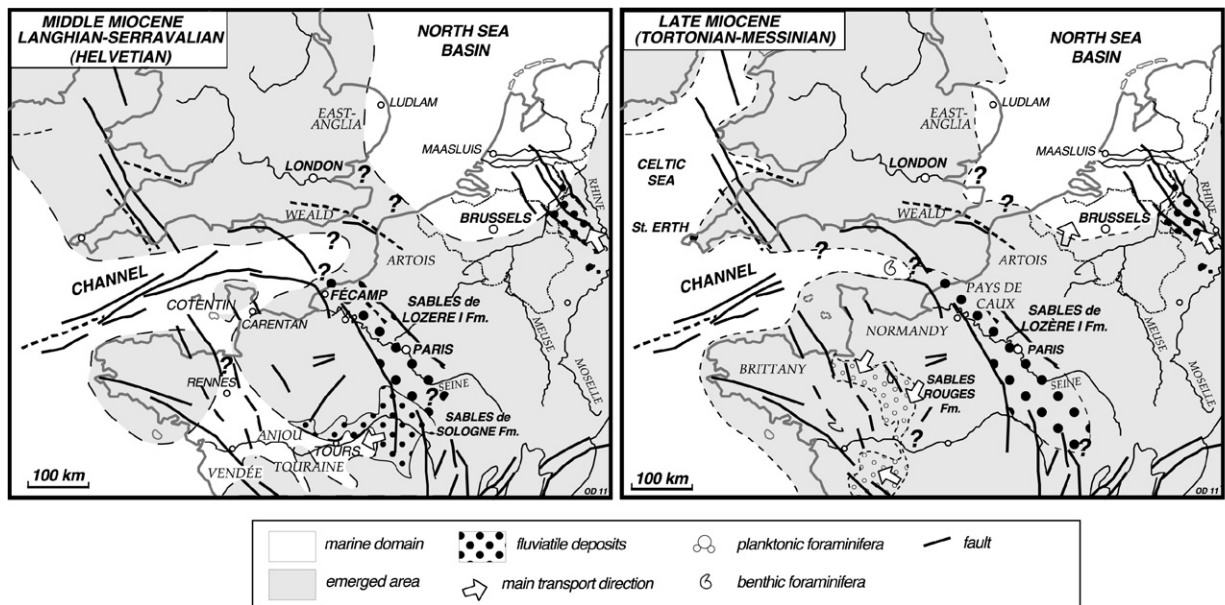 MIDDLE MIOCENE
LANGHIAN-SERRAVALIAN
(HELVETIAN)
NORTH SEA
BASIN
EAST-
ANGLIA
LUDLAM
MAASLUIS
LONDON
?
?
WEALD
BRUSSELS
RHINE
?
ARTOIS
CHANNEL
?
FÉCAMP
COTENTIN
CARENTAN
SABLES de
LOZERE I Fm.
PARIS
MEUSE
MOSELLE
?
RENNES
SEINE
?
SABLES de
SOLOGNE Fm.
ANJOU
TOURS
TOURAINE
VENDÉE
100 km
OD 11
LATE MIOCENE
(TORTONIAN-MESSINIAN)
NORTH SEA
BASIN
EAST-
ANGLIA
LUDLAM
MAASLUIS
CELTIC
SEA
LONDON
?
?
WEALD
BRUSSELS
RHINE
St. ERTH
ARTOIS
CHANNEL
?
?
PAYS DE
CAUX
NORMANDY
SABLES de
LOZÈRE I Fm.
PARIS
MEUSE
MOSELLE
BRITTANY
SABLES
ROUGES
Fm.
SEINE
?
?
100 km
OD 11
marine domain
fluviatile deposits
planktonic foraminifera
fault
emerged area
main transport direction
benthic foraminifera